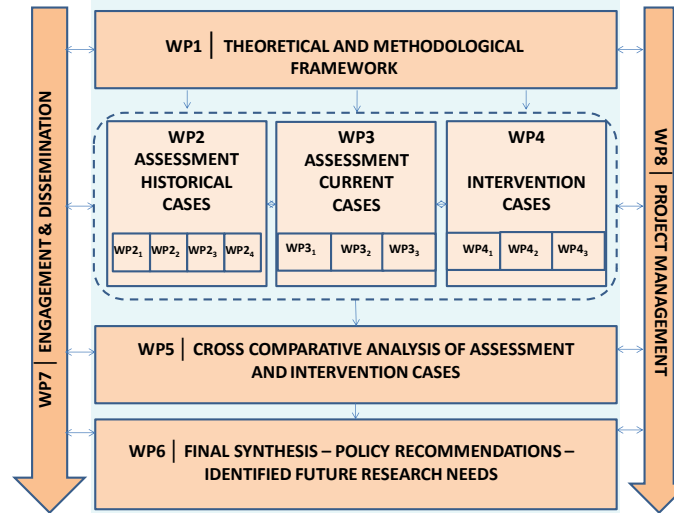 WP1 | THEORETICAL AND METHODOLOGICAL
FRAMEWORK
WP2
ASSESSMENT
HISTORICAL
CASES
WP2₁ WP2₂ WP2₃ WP2₄
WP3
ASSESSMENT
CURRENT
CASES
WP3₁ WP3₂ WP3₃
WP4
INTERVENTION
CASES
WP4₁ WP4₂ WP4₃
WP5 | CROSS COMPARATIVE ANALYSIS OF ASSESSMENT
AND INTERVENTION CASES
WP6 | FINAL SYNTHESIS – POLICY RECOMMENDATIONS –
IDENTIFIED FUTURE RESEARCH NEEDS
WP7 | ENGAGEMENT & DISSEMINATION
WP8 | PROJECT MANAGEMENT